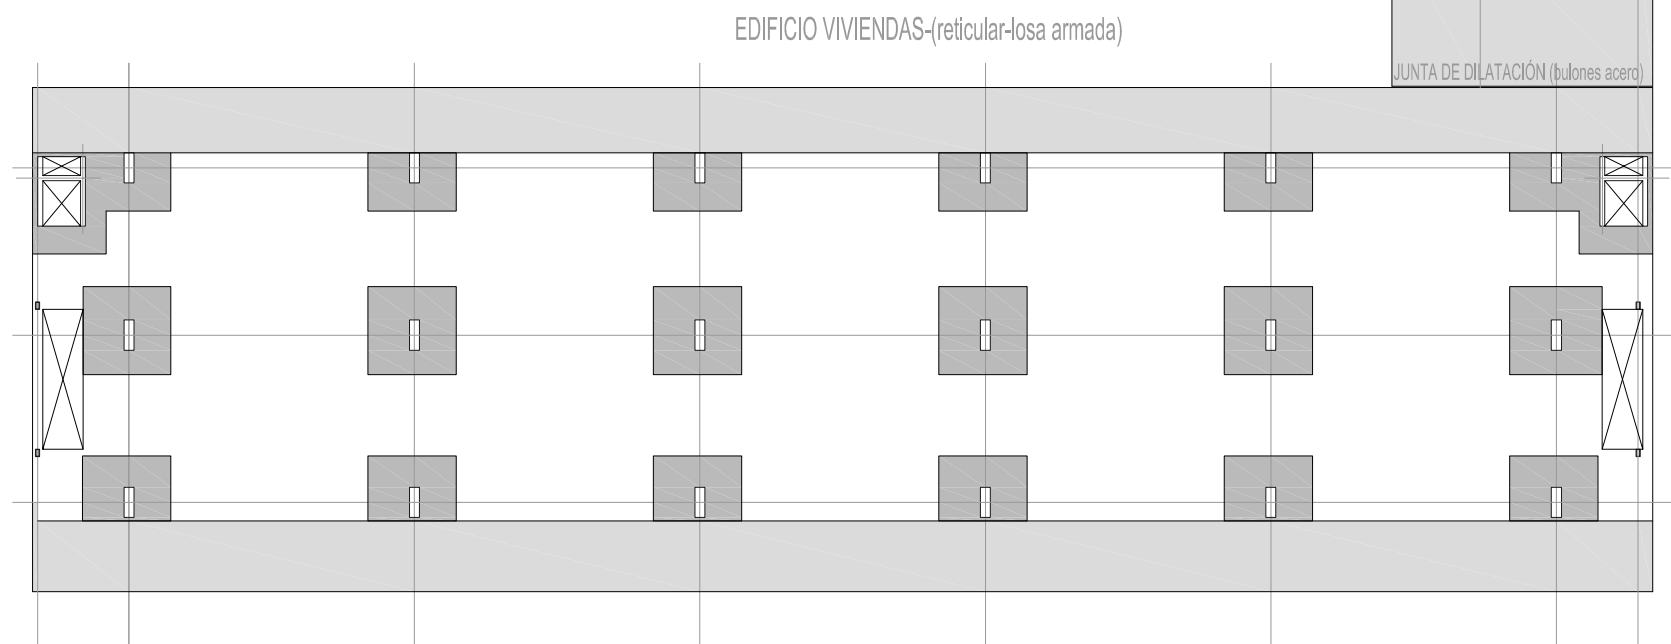 EDIFICIO VIVIENDAS-(reticular-losa armada)
JUNTA DE DILATACIÓN (bulones acero)